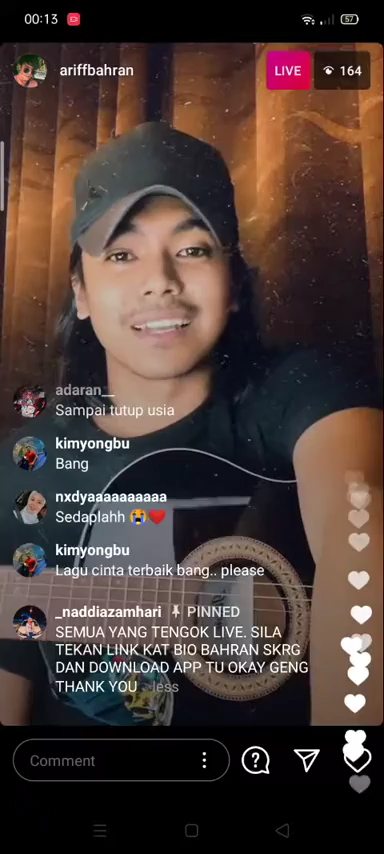 00:13
57
ariffbahran
LIVE
164
adaran__
Sampai tutup usia
kimyongbu
Bang
nxdyaaaaaaaaaa
Sedaplahh 😭❤️
kimyongbu
Lagu cinta terbaik bang.. please
_naddiazamhari PINNED
SEMUA YANG TENGOK LIVE. SILA
TEKAN LINK KAT BIO BAHRAN SKRG
DAN DOWNLOAD APP TU OKAY GENG
THANK YOU . less
Comment